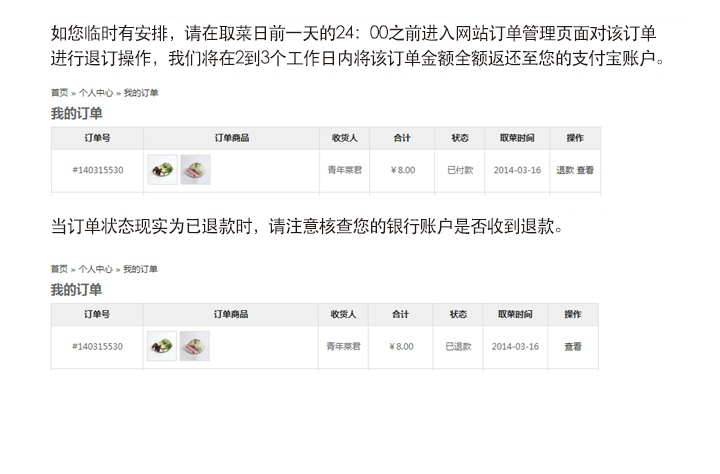 如您临时有安排，请在取菜日前一天的24：00之前进入网站订单管理页面对该订单
进行退订操作，我们将在2到3个工作日内将该订单金额全额返还至您的支付宝账户。
首页 » 个人中心 » 我的订单
我的订单
订单号 订单商品 收货人 合计 状态 取菜时间 操作
#140315530 青年菜君 ￥8.00 已付款 2014-03-16 退款 查看
当订单状态现实为已退款时，请注意核查您的银行账户是否收到退款。
首页 » 个人中心 » 我的订单
我的订单
订单号 订单商品 收货人 合计 状态 取菜时间 操作
#140315530 青年菜君 ￥8.00 已退款 2014-03-16 查看